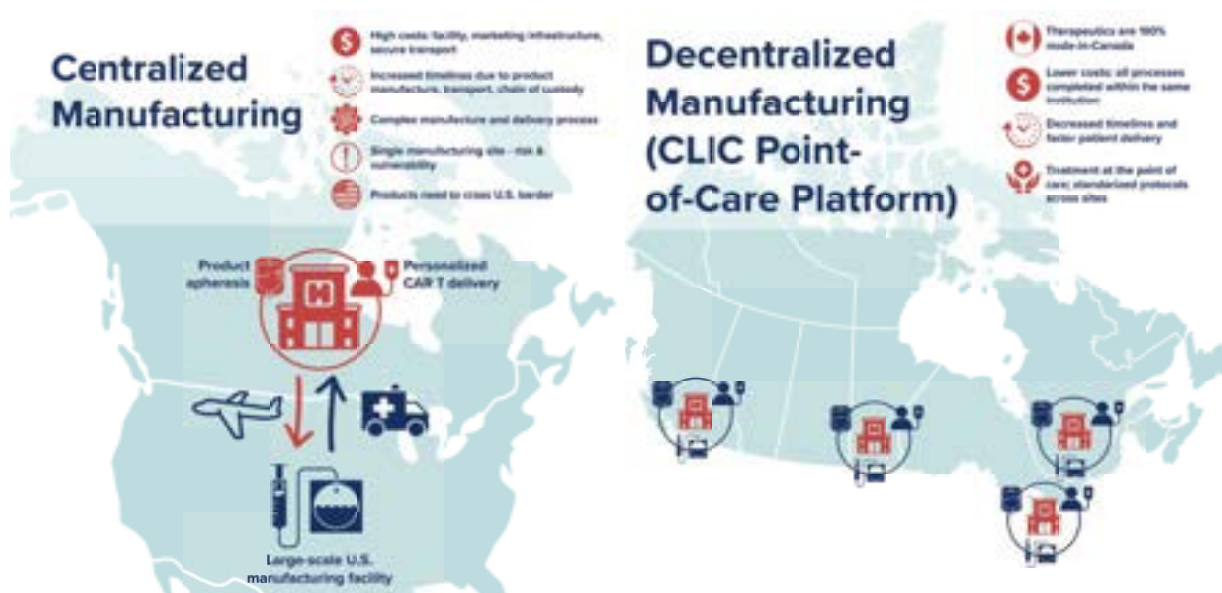 Centralized
Manufacturing
High costs: facility, marketing infrastructure,
secure transport
Increased timelines due to product
manufacture, transport, chain of custody
Complex manufacture and delivery process
Single manufacturing site - risk &
vulnerability
Products need to cross U.S. border
Product
apheresis
Personalized
CAR T delivery
Large-scale U.S.
manufacturing facility
Decentralized
Manufacturing
(CLIC Point-
of-Care Platform)
Therapeutics are 100%
made-in-Canada
Lower costs: all processes
completed within the same
institution
Decreased timelines and
faster patient delivery
Treatment at the point of
care; standardized protocols
across sites